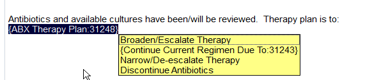 Antibiotics and available cultures have been/will be reviewed.  Therapy plan is to:
{ABX Therapy Plan:31248}
Broaden/Escalate Therapy
{Continue Current Regimen Due To:31243}
Narrow/De-escalate Therapy
Discontinue Antibiotics